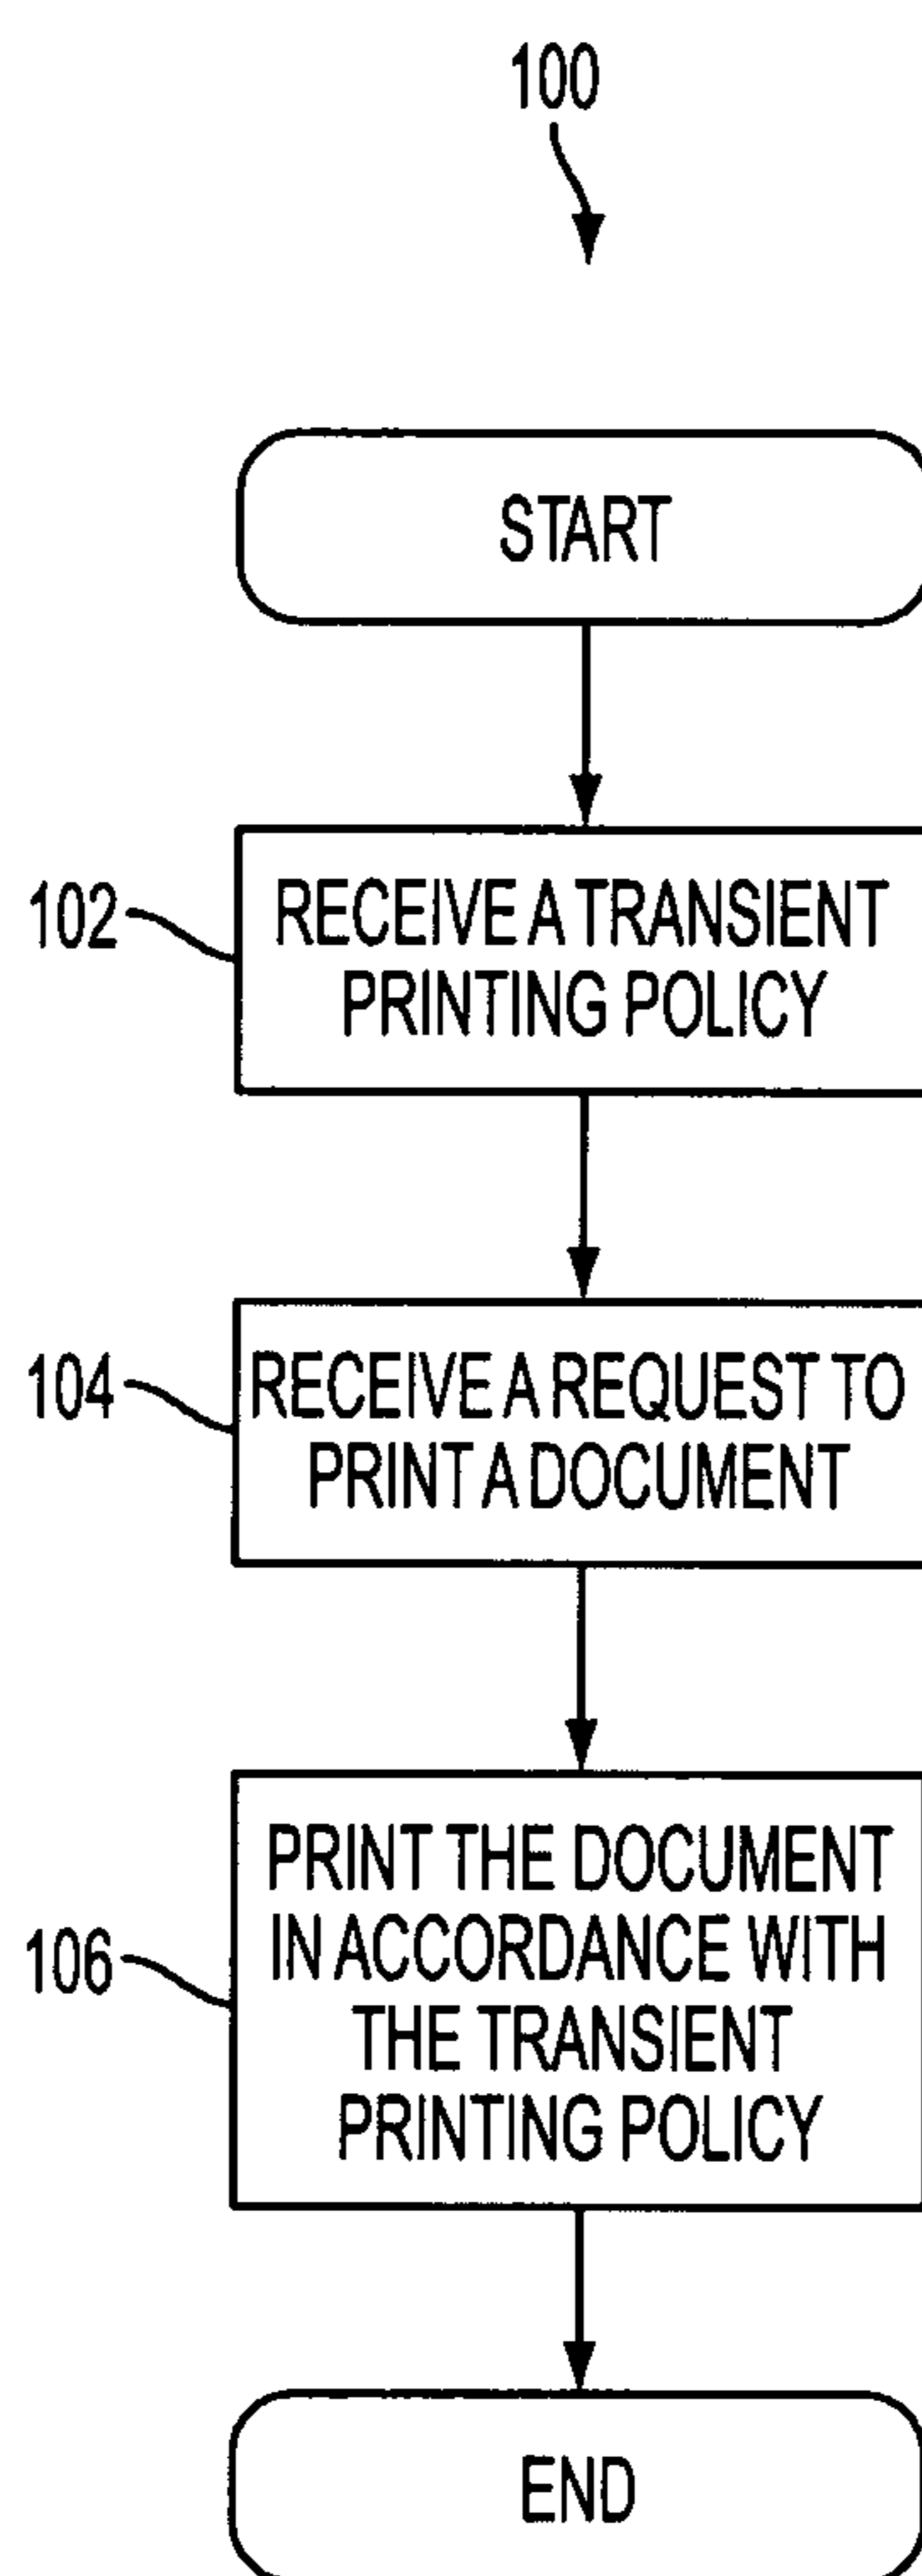 100
START
102
RECEIVE A TRANSIENT
PRINTING POLICY
104
RECEIVE A REQUEST TO
PRINT A DOCUMENT
106
PRINT THE DOCUMENT
IN ACCORDANCE WITH
THE TRANSIENT
PRINTING POLICY
END